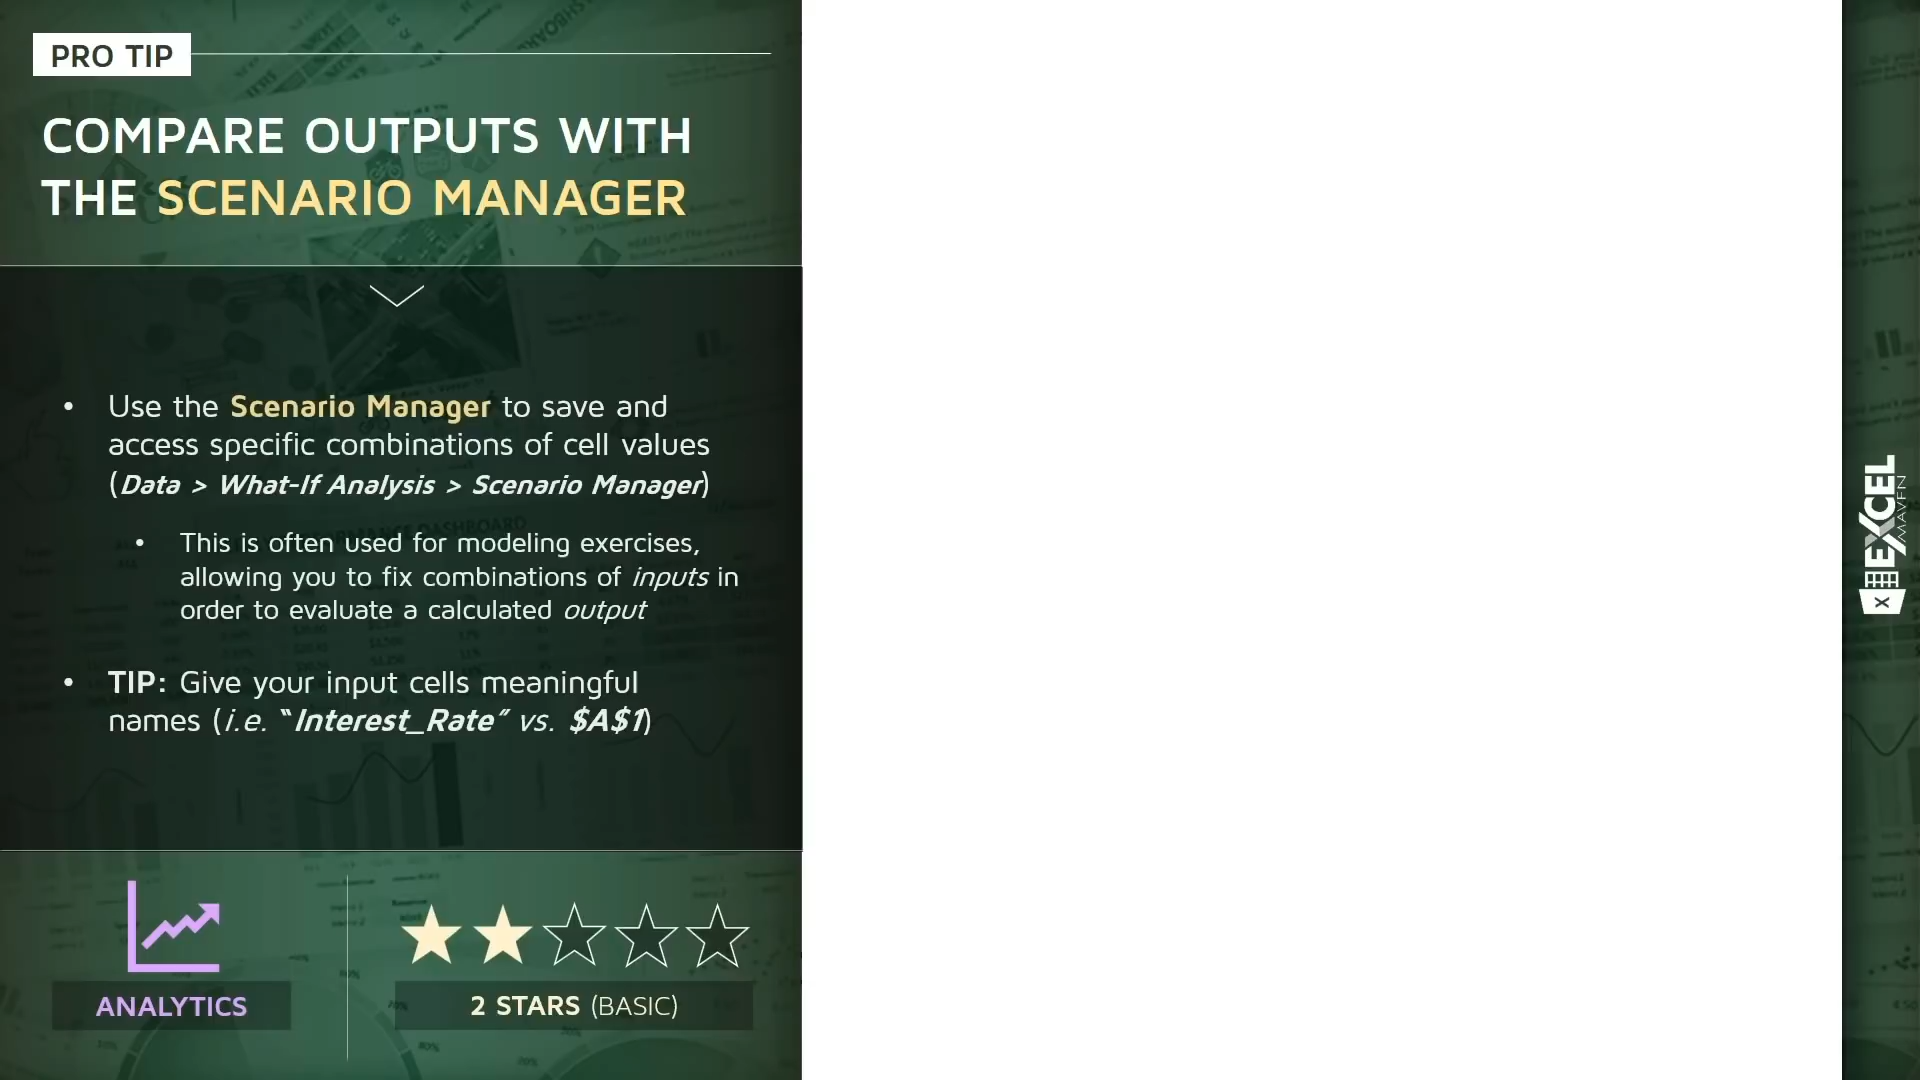 PRO TIP
COMPARE OUTPUTS WITH
THE SCENARIO MANAGER
• Use the Scenario Manager to save and
access specific combinations of cell values
(Data > What-If Analysis > Scenario Manager)
• This is often used for modeling exercises,
allowing you to fix combinations of inputs in
order to evaluate a calculated output
• TIP: Give your input cells meaningful
names (i.e. “Interest_Rate” vs. $A$1)
ANALYTICS
2 STARS (BASIC)
X EXCEL
MAVEN